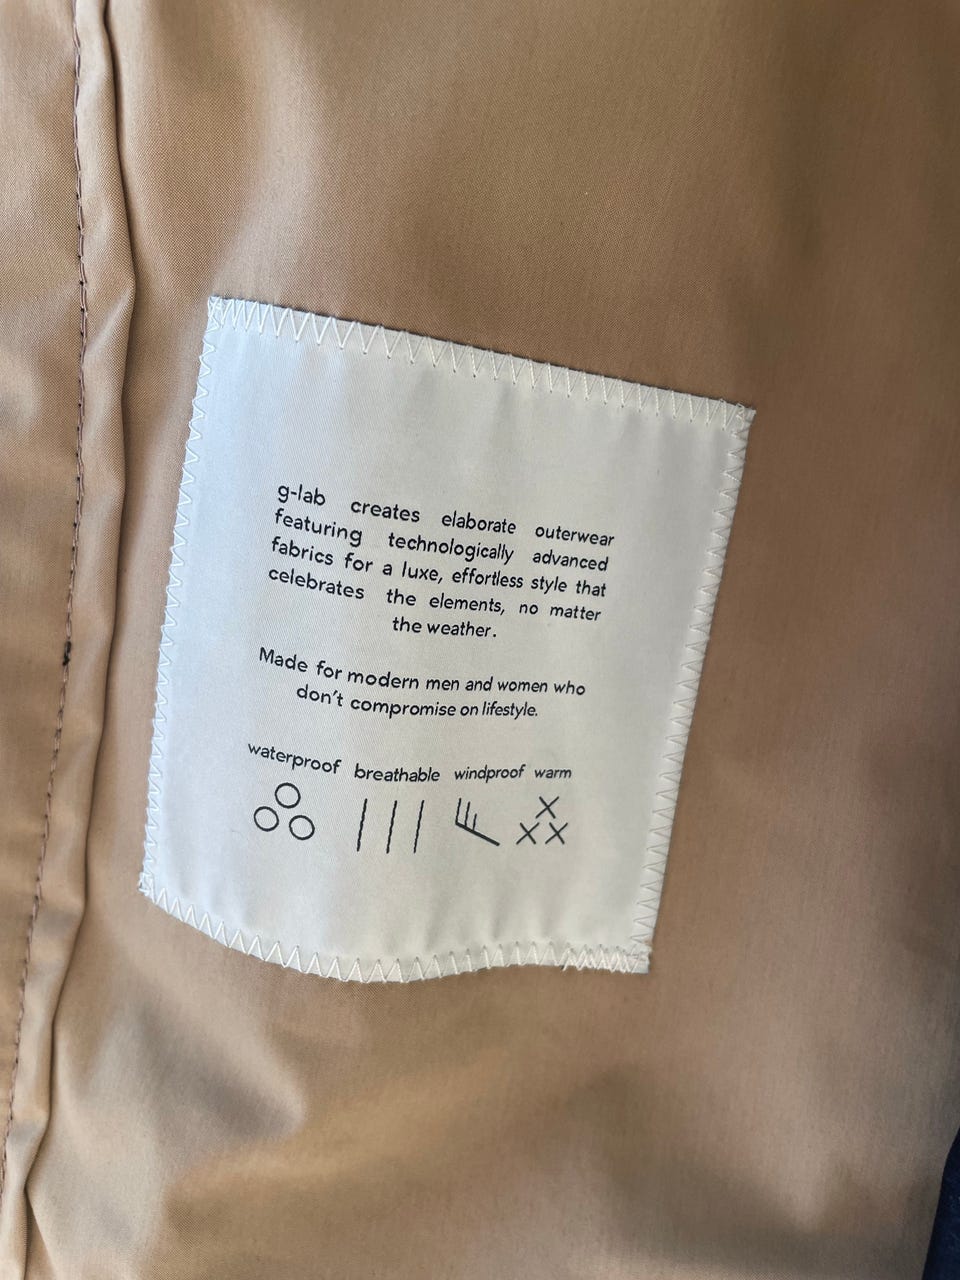 g-lab creates elaborate outerwear
featuring technologically advanced
fabrics for a luxe, effortless style that
celebrates the elements, no matter
the weather.
Made for modern men and women who
don't compromise on lifestyle.
waterproof breathable windproof warm